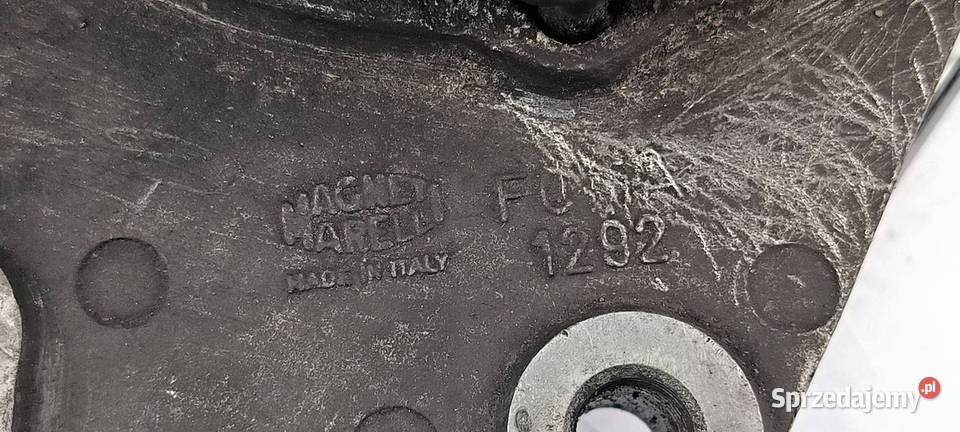 MAGNETI
MARELLI
MADE IN ITALY
1292
Sprzedajemy.pl